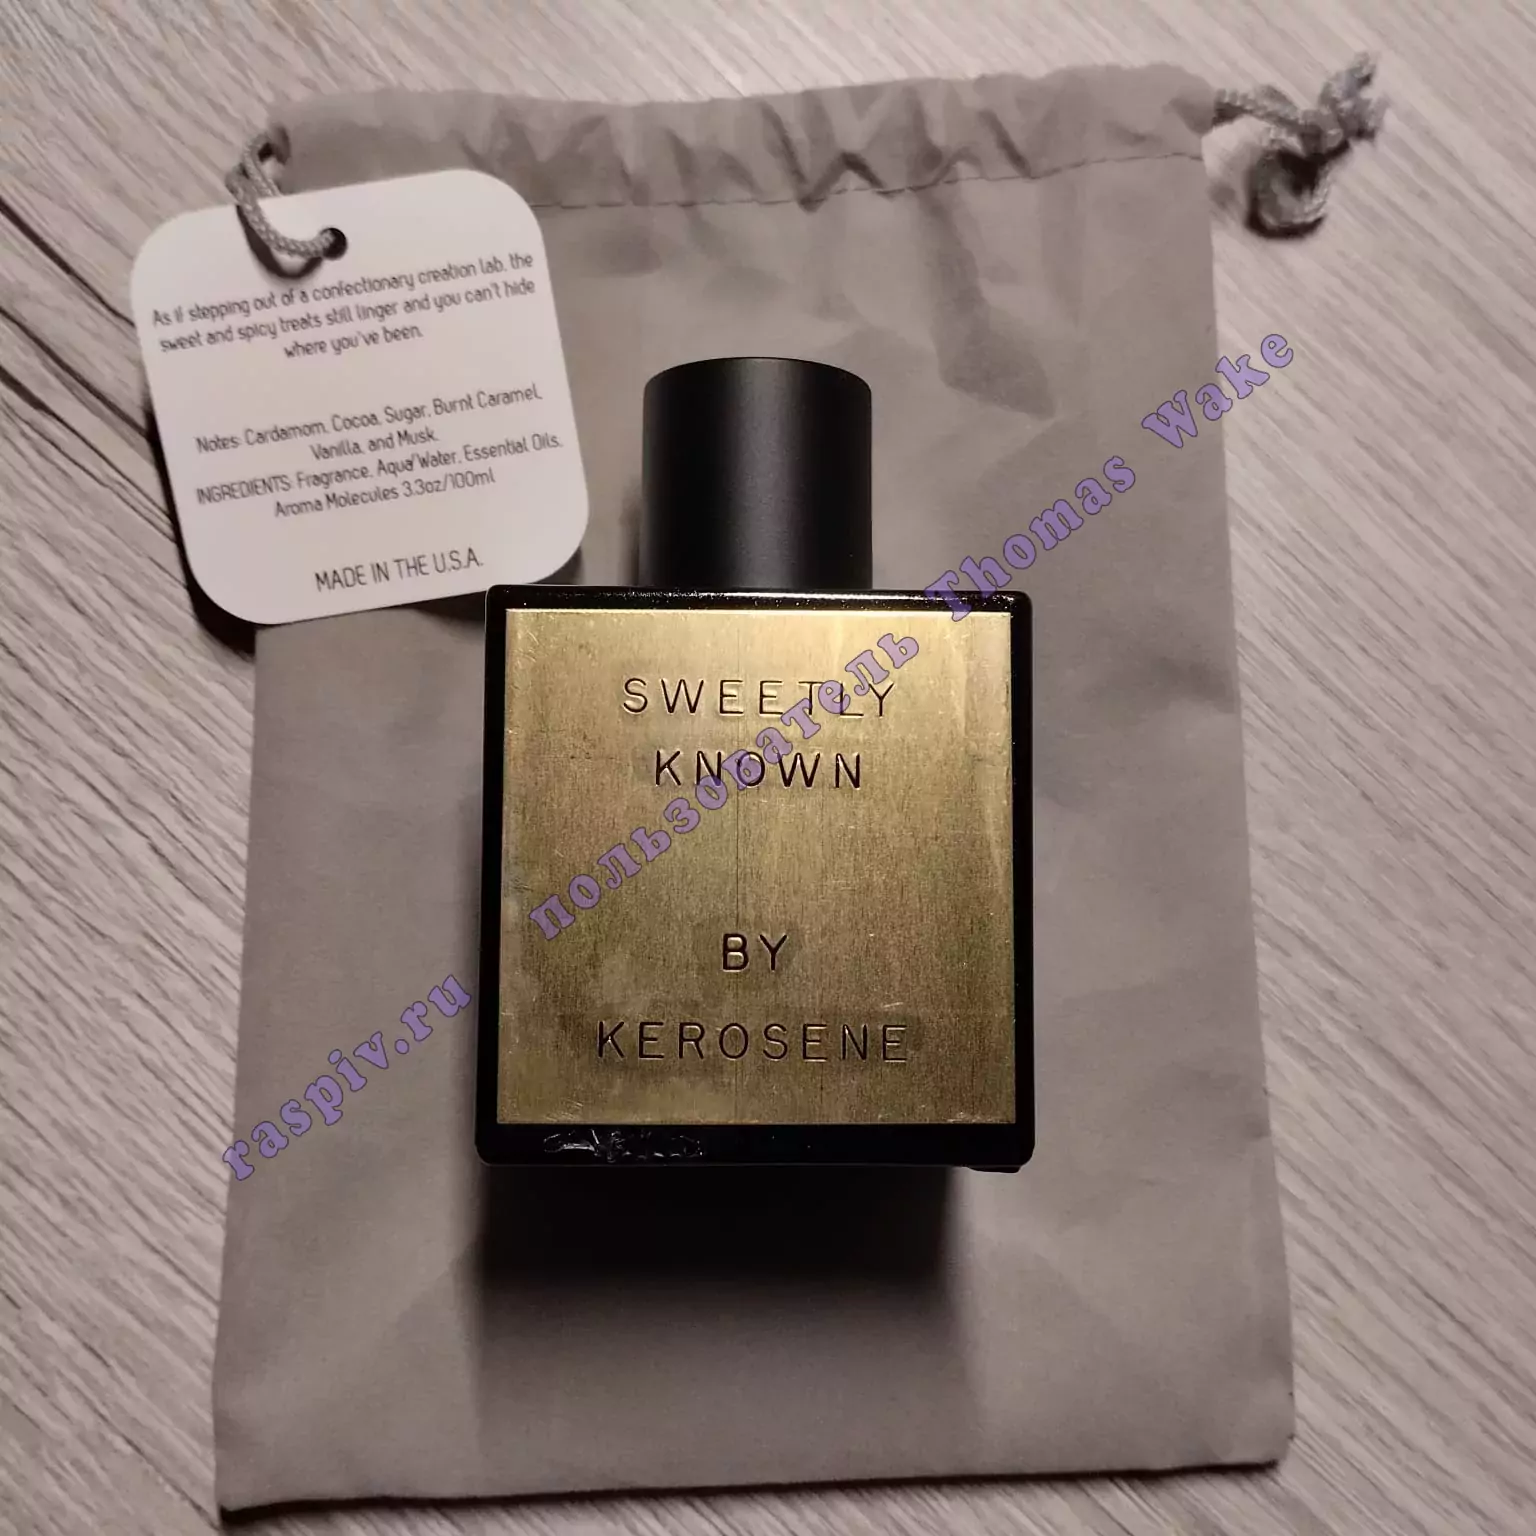 As if stepping out of a confectionary creation lab, the
sweet and spicy treats still linger and you can't hide
where you've been.
Notes: Cardamom, Cocoa, Sugar, Burnt Caramel,
Vanilla, and Musk.
INGREDIENTS: Fragrance, Aqua/Water, Essential Oils,
Aroma Molecules 3.3oz/100ml
MADE IN THE U.S.A.
SWEETLY
KNOWN
BY
KEROSENE
raspiv.ru пользователь Thomas Wake